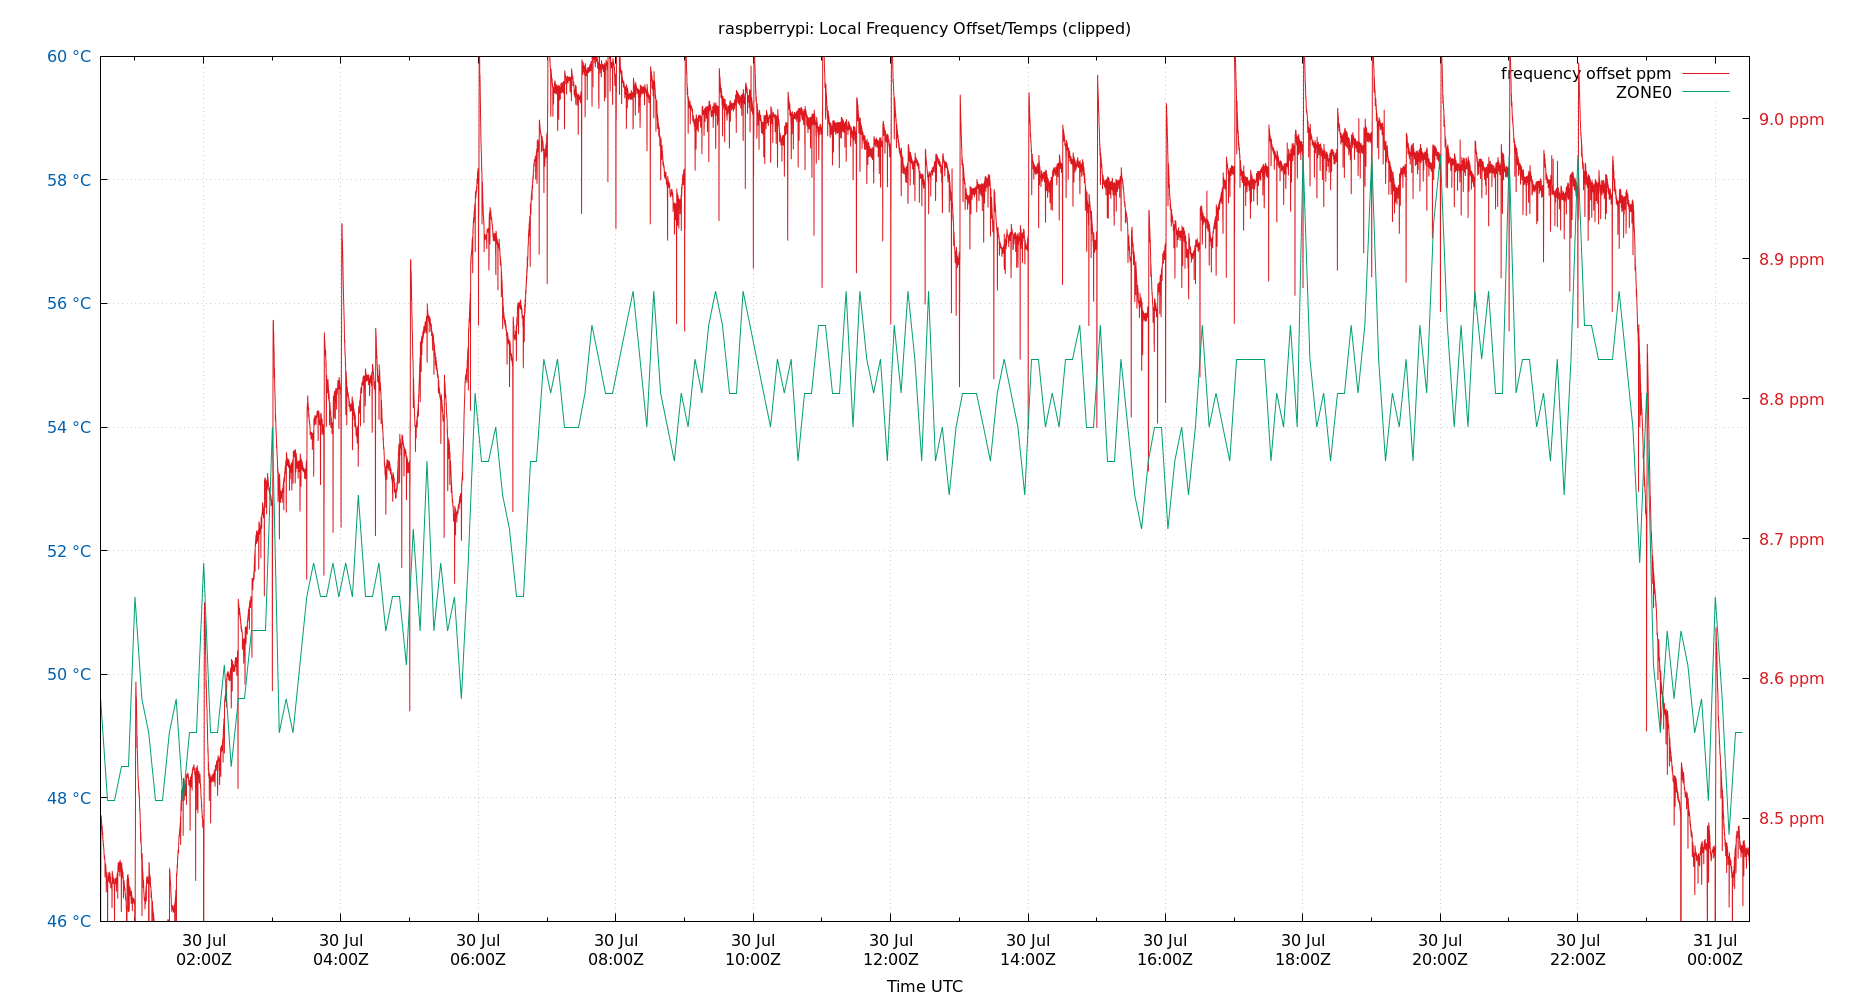 raspberrypi: Local Frequency Offset/Temps (clipped)
60 °C
58 °C
56 °C
54 °C
52 °C
50 °C
48 °C
46 °C
frequency offset ppm
ZONE0
9.0 ppm
8.9 ppm
8.8 ppm
8.7 ppm
8.6 ppm
8.5 ppm
30 Jul 30 Jul 30 Jul 30 Jul 30 Jul 30 Jul 30 Jul 30 Jul 30 Jul 30 Jul 30 Jul 31 Jul
02:00Z 04:00Z 06:00Z 08:00Z 10:00Z 12:00Z 14:00Z 16:00Z 18:00Z 20:00Z 22:00Z 00:00Z
Time UTC